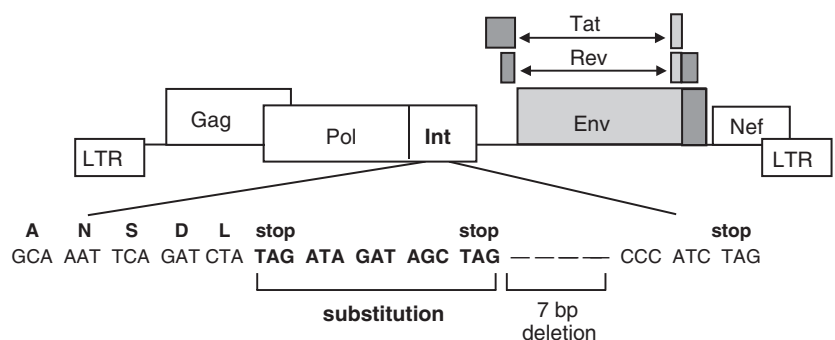 Tat
Rev
Gag
Pol
Int
Env
Nef
LTR
LTR
A N S D L stop stop stop
GCA AAT TCA GAT CTA TAG ATA GAT AGC TAG ————— CCC ATC TAG
substitution
7 bp
deletion